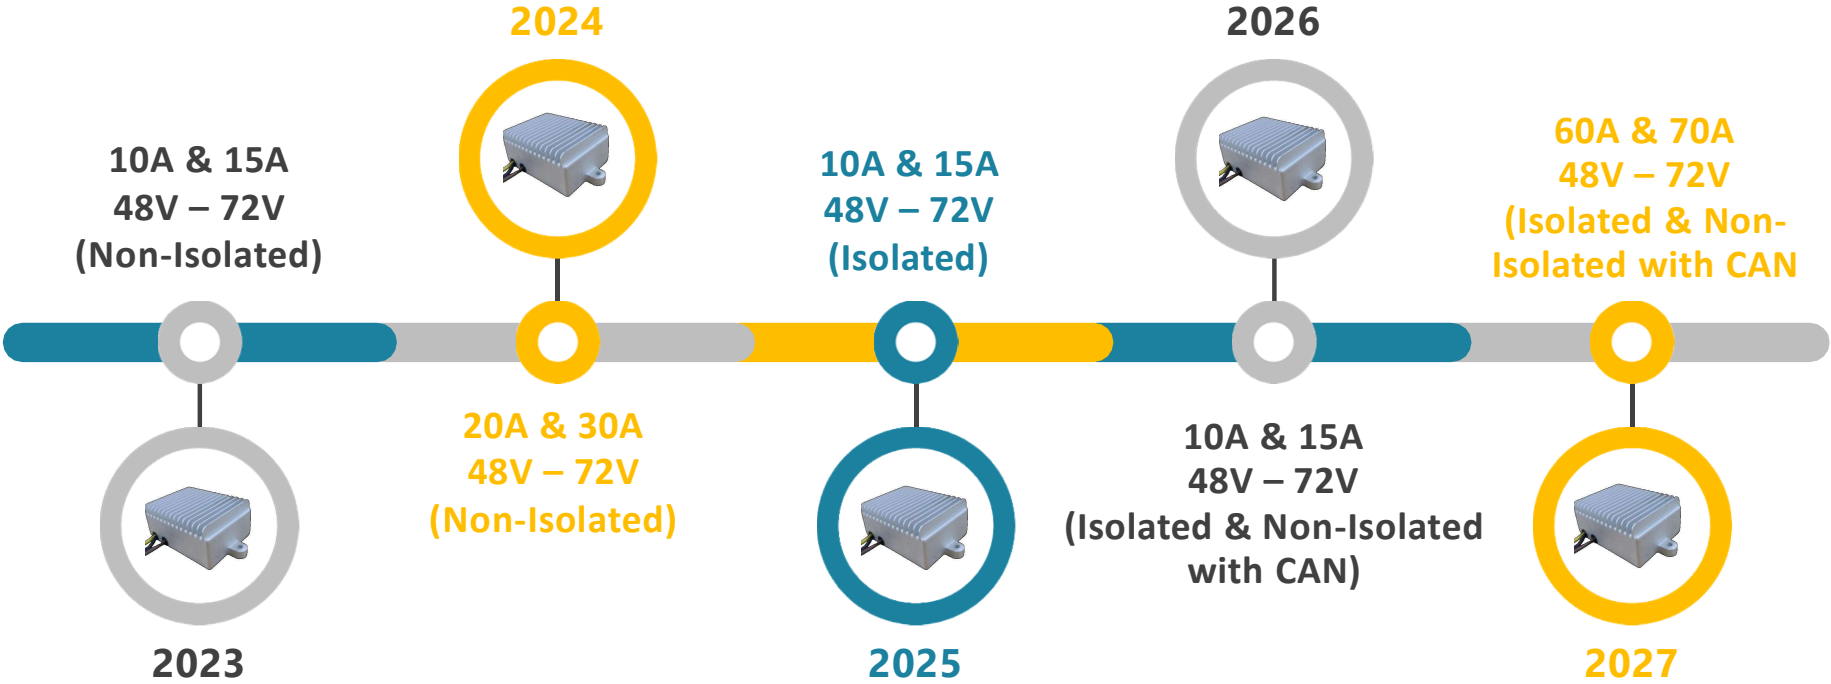 2023
10A & 15A
48V – 72V
(Non-Isolated)
2024
20A & 30A
48V – 72V
(Non-Isolated)
2025
10A & 15A
48V – 72V
(Isolated)
2026
10A & 15A
48V – 72V
(Isolated & Non-Isolated
with CAN)
2027
60A & 70A
48V – 72V
(Isolated & Non-
Isolated with CAN